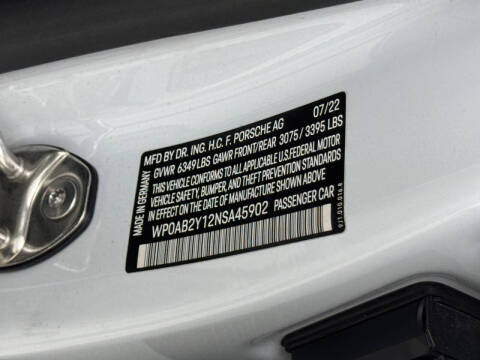 MFD BY DR. ING. H.C. F. PORSCHE AG 07/22
MADE IN GERMANY
GVWR 6349 LBS GAWR FRONT/REAR 3075 / 3395 LBS
THIS VEHICLE CONFORMS TO ALL APPLICABLE U.S. FEDERAL MOTOR
VEHICLE SAFETY, BUMPER, AND THEFT PREVENTION STANDARDS
IN EFFECT ON THE DATE OF MANUFACTURE SHOWN ABOVE
WP0AB2Y12NSA45902 PASSENGER CAR